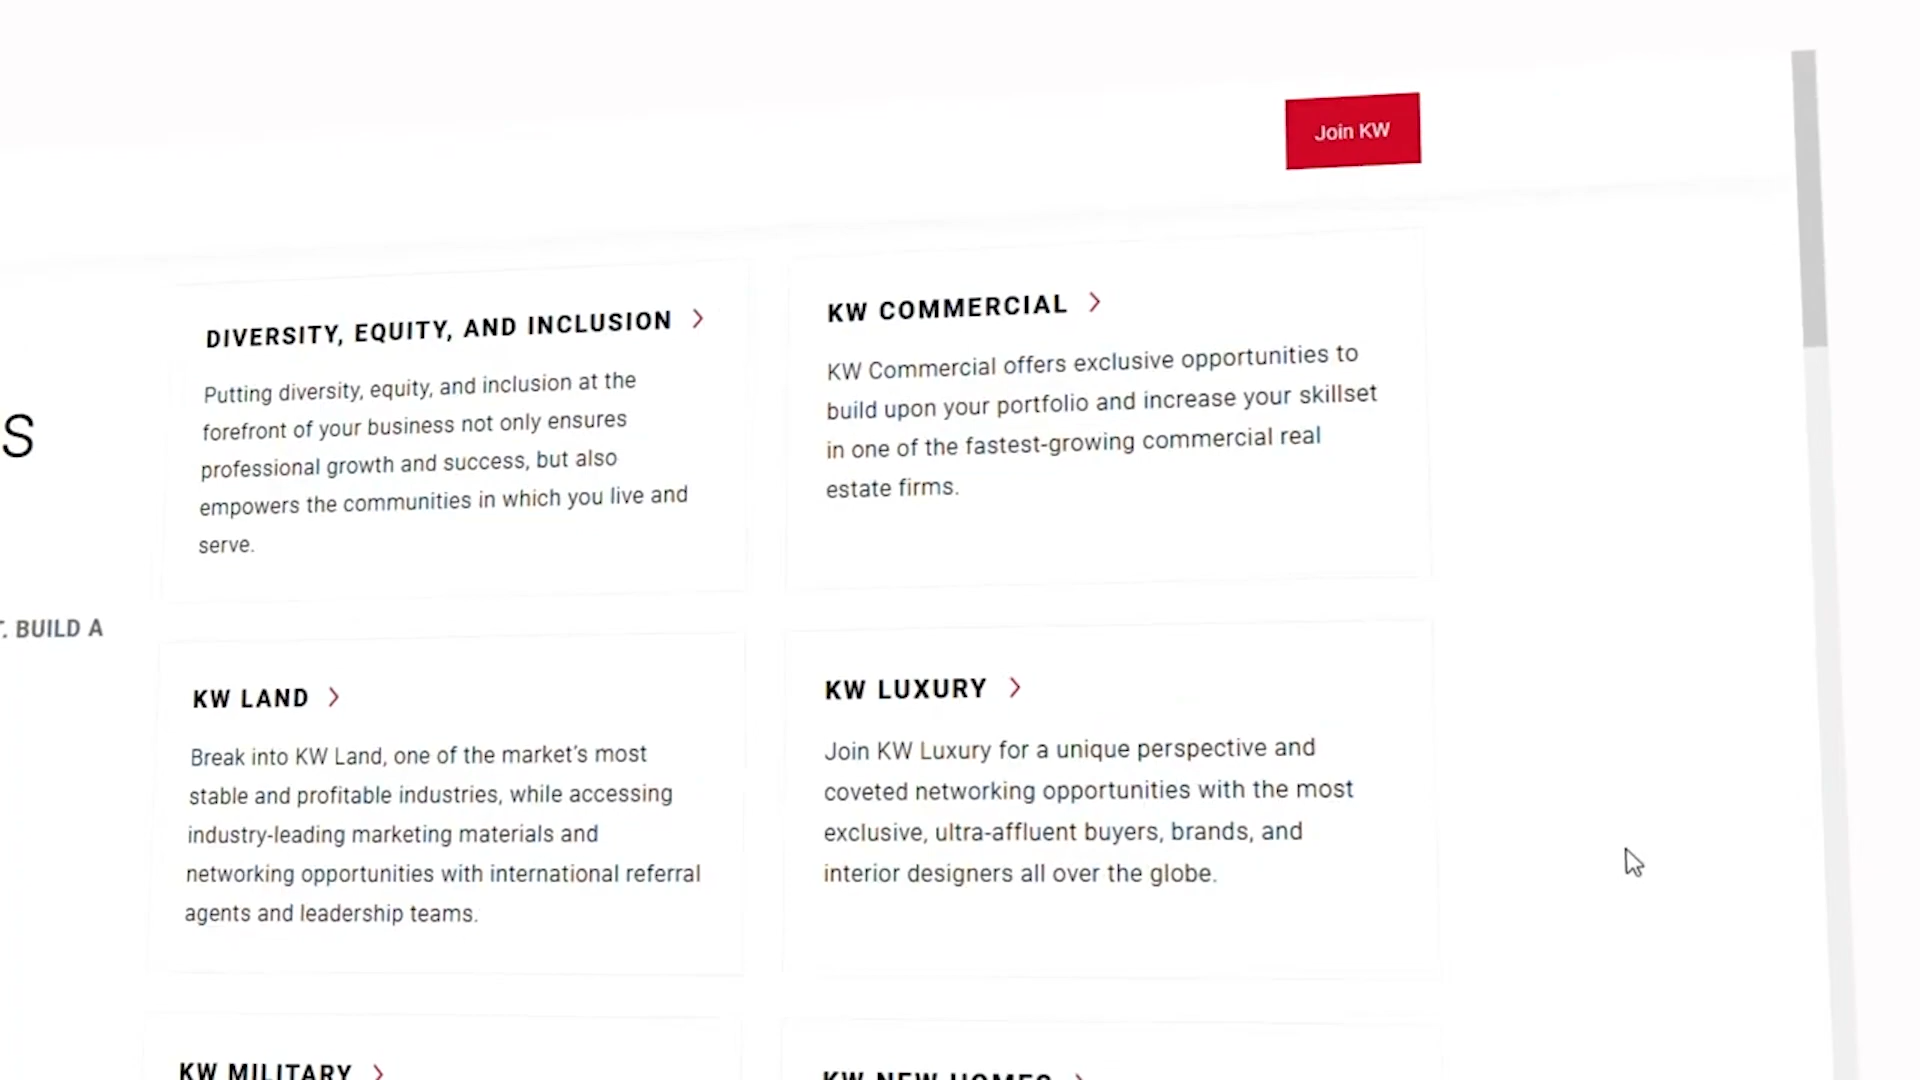 Join KW
S
BUILD A
DIVERSITY, EQUITY, AND INCLUSION
Putting diversity, equity, and inclusion at the
forefront of your business not only ensures
professional growth and success, but also
empowers the communities in which you live and
serve.
KW COMMERCIAL
KW Commercial offers exclusive opportunities to
build upon your portfolio and increase your skillset
in one of the fastest-growing commercial real
estate firms.
KW LAND
Break into KW Land, one of the market's most
stable and profitable industries, while accessing
industry-leading marketing materials and
networking opportunities with international referral
agents and leadership teams.
KW LUXURY
Join KW Luxury for a unique perspective and
coveted networking opportunities with the most
exclusive, ultra-affluent buyers, brands, and
interior designers all over the globe.
KW MILITARY
KW NEW HOMES